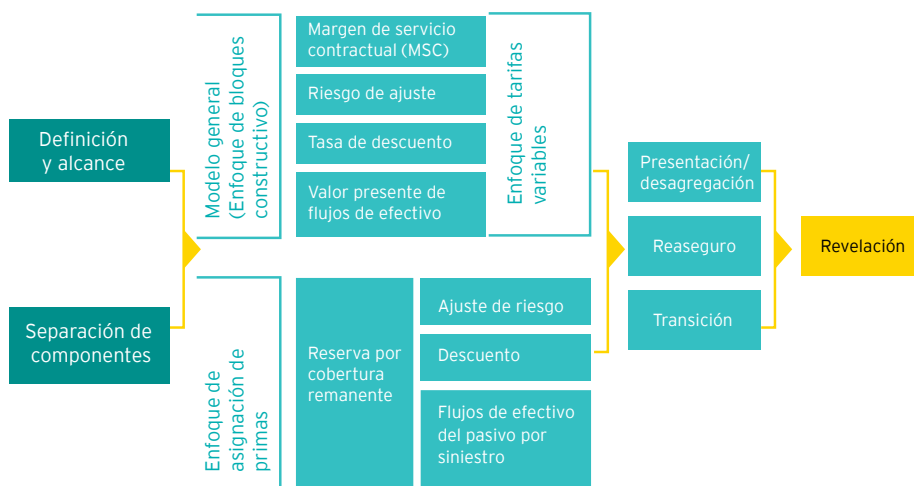 Definición
y alcance
Separación de
componentes
Modelo general
(Enfoque de bloques
constructivo)
Margen de servicio
contractual (MSC)
Riesgo de ajuste
Tasa de descuento
Valor presente de
flujos de efectivo
Enfoque de tarifas
variables
Enfoque de
asignación de
primas
Reserva por
cobertura
remanente
Ajuste de riesgo
Descuento
Flujos de efectivo
del pasivo por
siniestro
Presentación/
desagregación
Reaseguro
Transición
Revelación